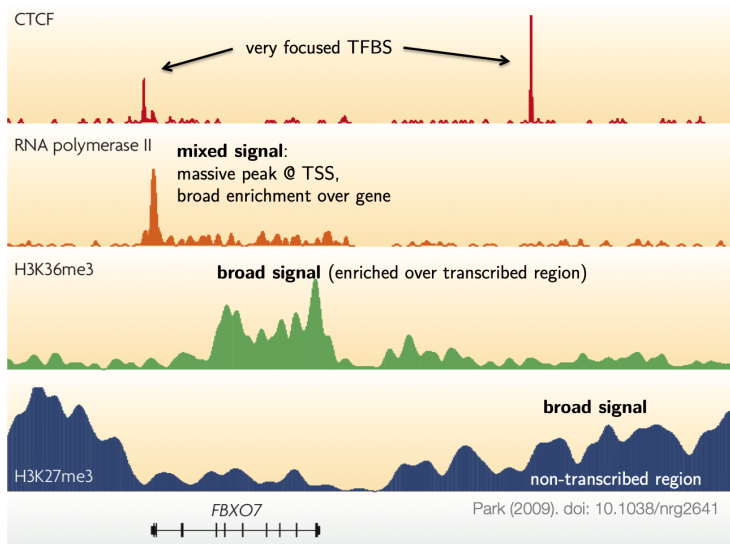 CTCF
very focused TFBS
RNA polymerase II
mixed signal:
massive peak @ TSS,
broad enrichment over gene
H3K36me3
broad signal (enriched over transcribed region)
broad signal
H3K27me3
non-transcribed region
FBXO7
Park (2009). doi: 10.1038/nrg2641